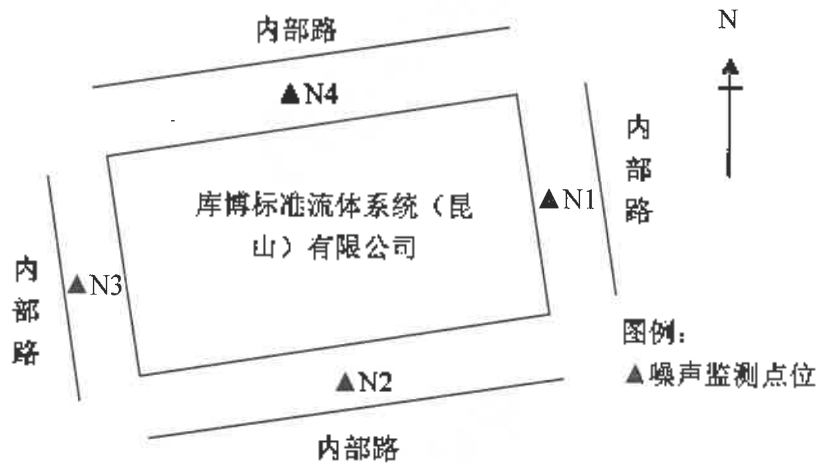 内部路
N
▲N4
内部路
▲N1
库博标准流体系统（昆
山）有限公司
内部路
▲N3
图例：
▲噪声监测点位
▲N2
内部路